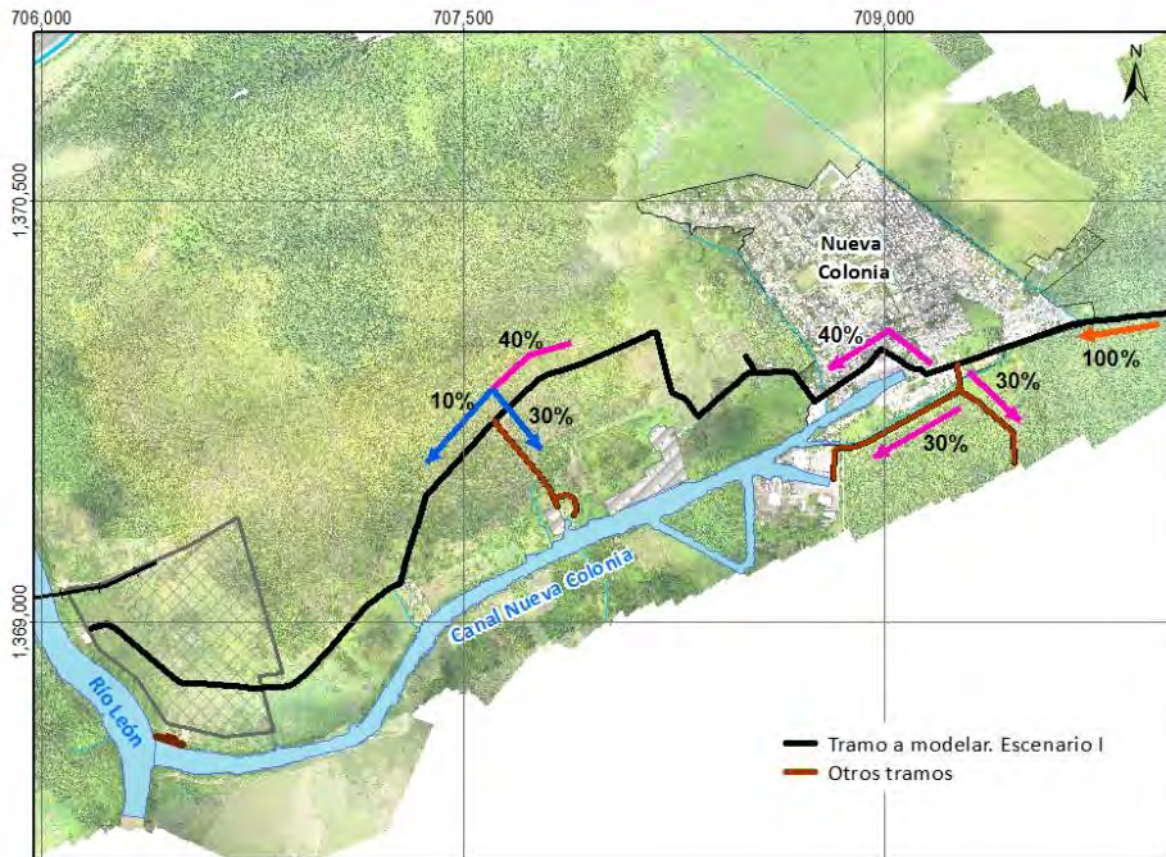 706,000
707,500
709,000
N
1,370,500
Nueva
Colonia
40%
40%
100%
30%
10%
30%
30%
1,369,000
Canal Nueva Colonia
Río León
Tramo a modelar. Escenario I
Otros tramos